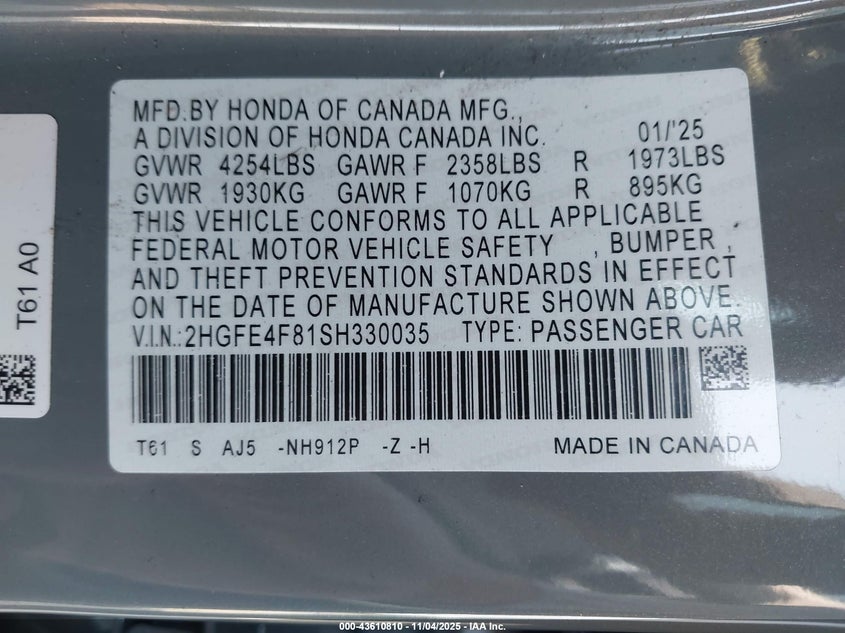 MFD.BY HONDA OF CANADA MFG.,
A DIVISION OF HONDA CANADA INC. 01/'25
GVWR 4254LBS GAWR F 2358LBS R 1973LBS
GVWR 1930KG GAWR F 1070KG R 895KG
THIS VEHICLE CONFORMS TO ALL APPLICABLE
FEDERAL MOTOR VEHICLE SAFETY , BUMPER ,
AND THEFT PREVENTION STANDARDS IN EFFECT
ON THE DATE OF MANUFACTURE SHOWN ABOVE.
V.I.N.:2HGFE4F81SH330035 TYPE: PASSENGER CAR
T61 S AJ5 -NH912P -Z -H MADE IN CANADA
T61 A0
000-43610810 - 11/04/2025 - IAA Inc.